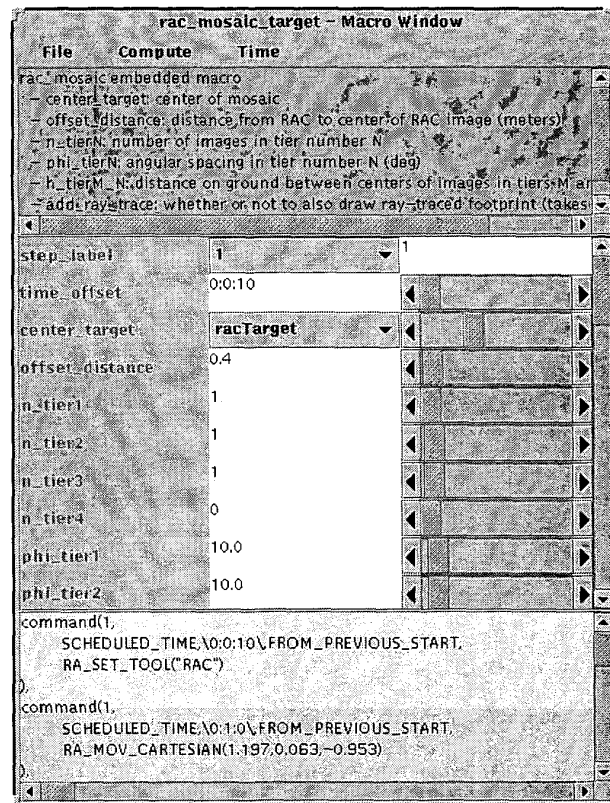 rac_mosaic_target – Macro Window
File Compute Time
rac_mosaic embedded macro
– center_target: center of mosaic
– offset_distance: distance from RAC to center of RAC image (meters)
– n_tierN: number of images in tier number N
– phi_tierN: angular spacing in tier number N (deg)
– h_tierM_N: distance on ground between centers of images in tiers M ar
– add_ray_trace: whether or not to also draw ray–traced footprint (takes
step_label 1 1
time_offset 0:0:10
center_target racTarget
offset_distance 0.4
n_tier1 1
n_tier2 1
n_tier3 1
n_tier4 0
phi_tier1 10.0
phi_tier2 10.0
command(1,
SCHEDULED_TIME,\0:0:10\,FROM_PREVIOUS_START,
RA_SET_TOOL("RAC")
),
command(1,
SCHEDULED_TIME,\0:1:0\,FROM_PREVIOUS_START,
RA_MOV_CARTESIAN(1.197,0.063,–0.953)
),